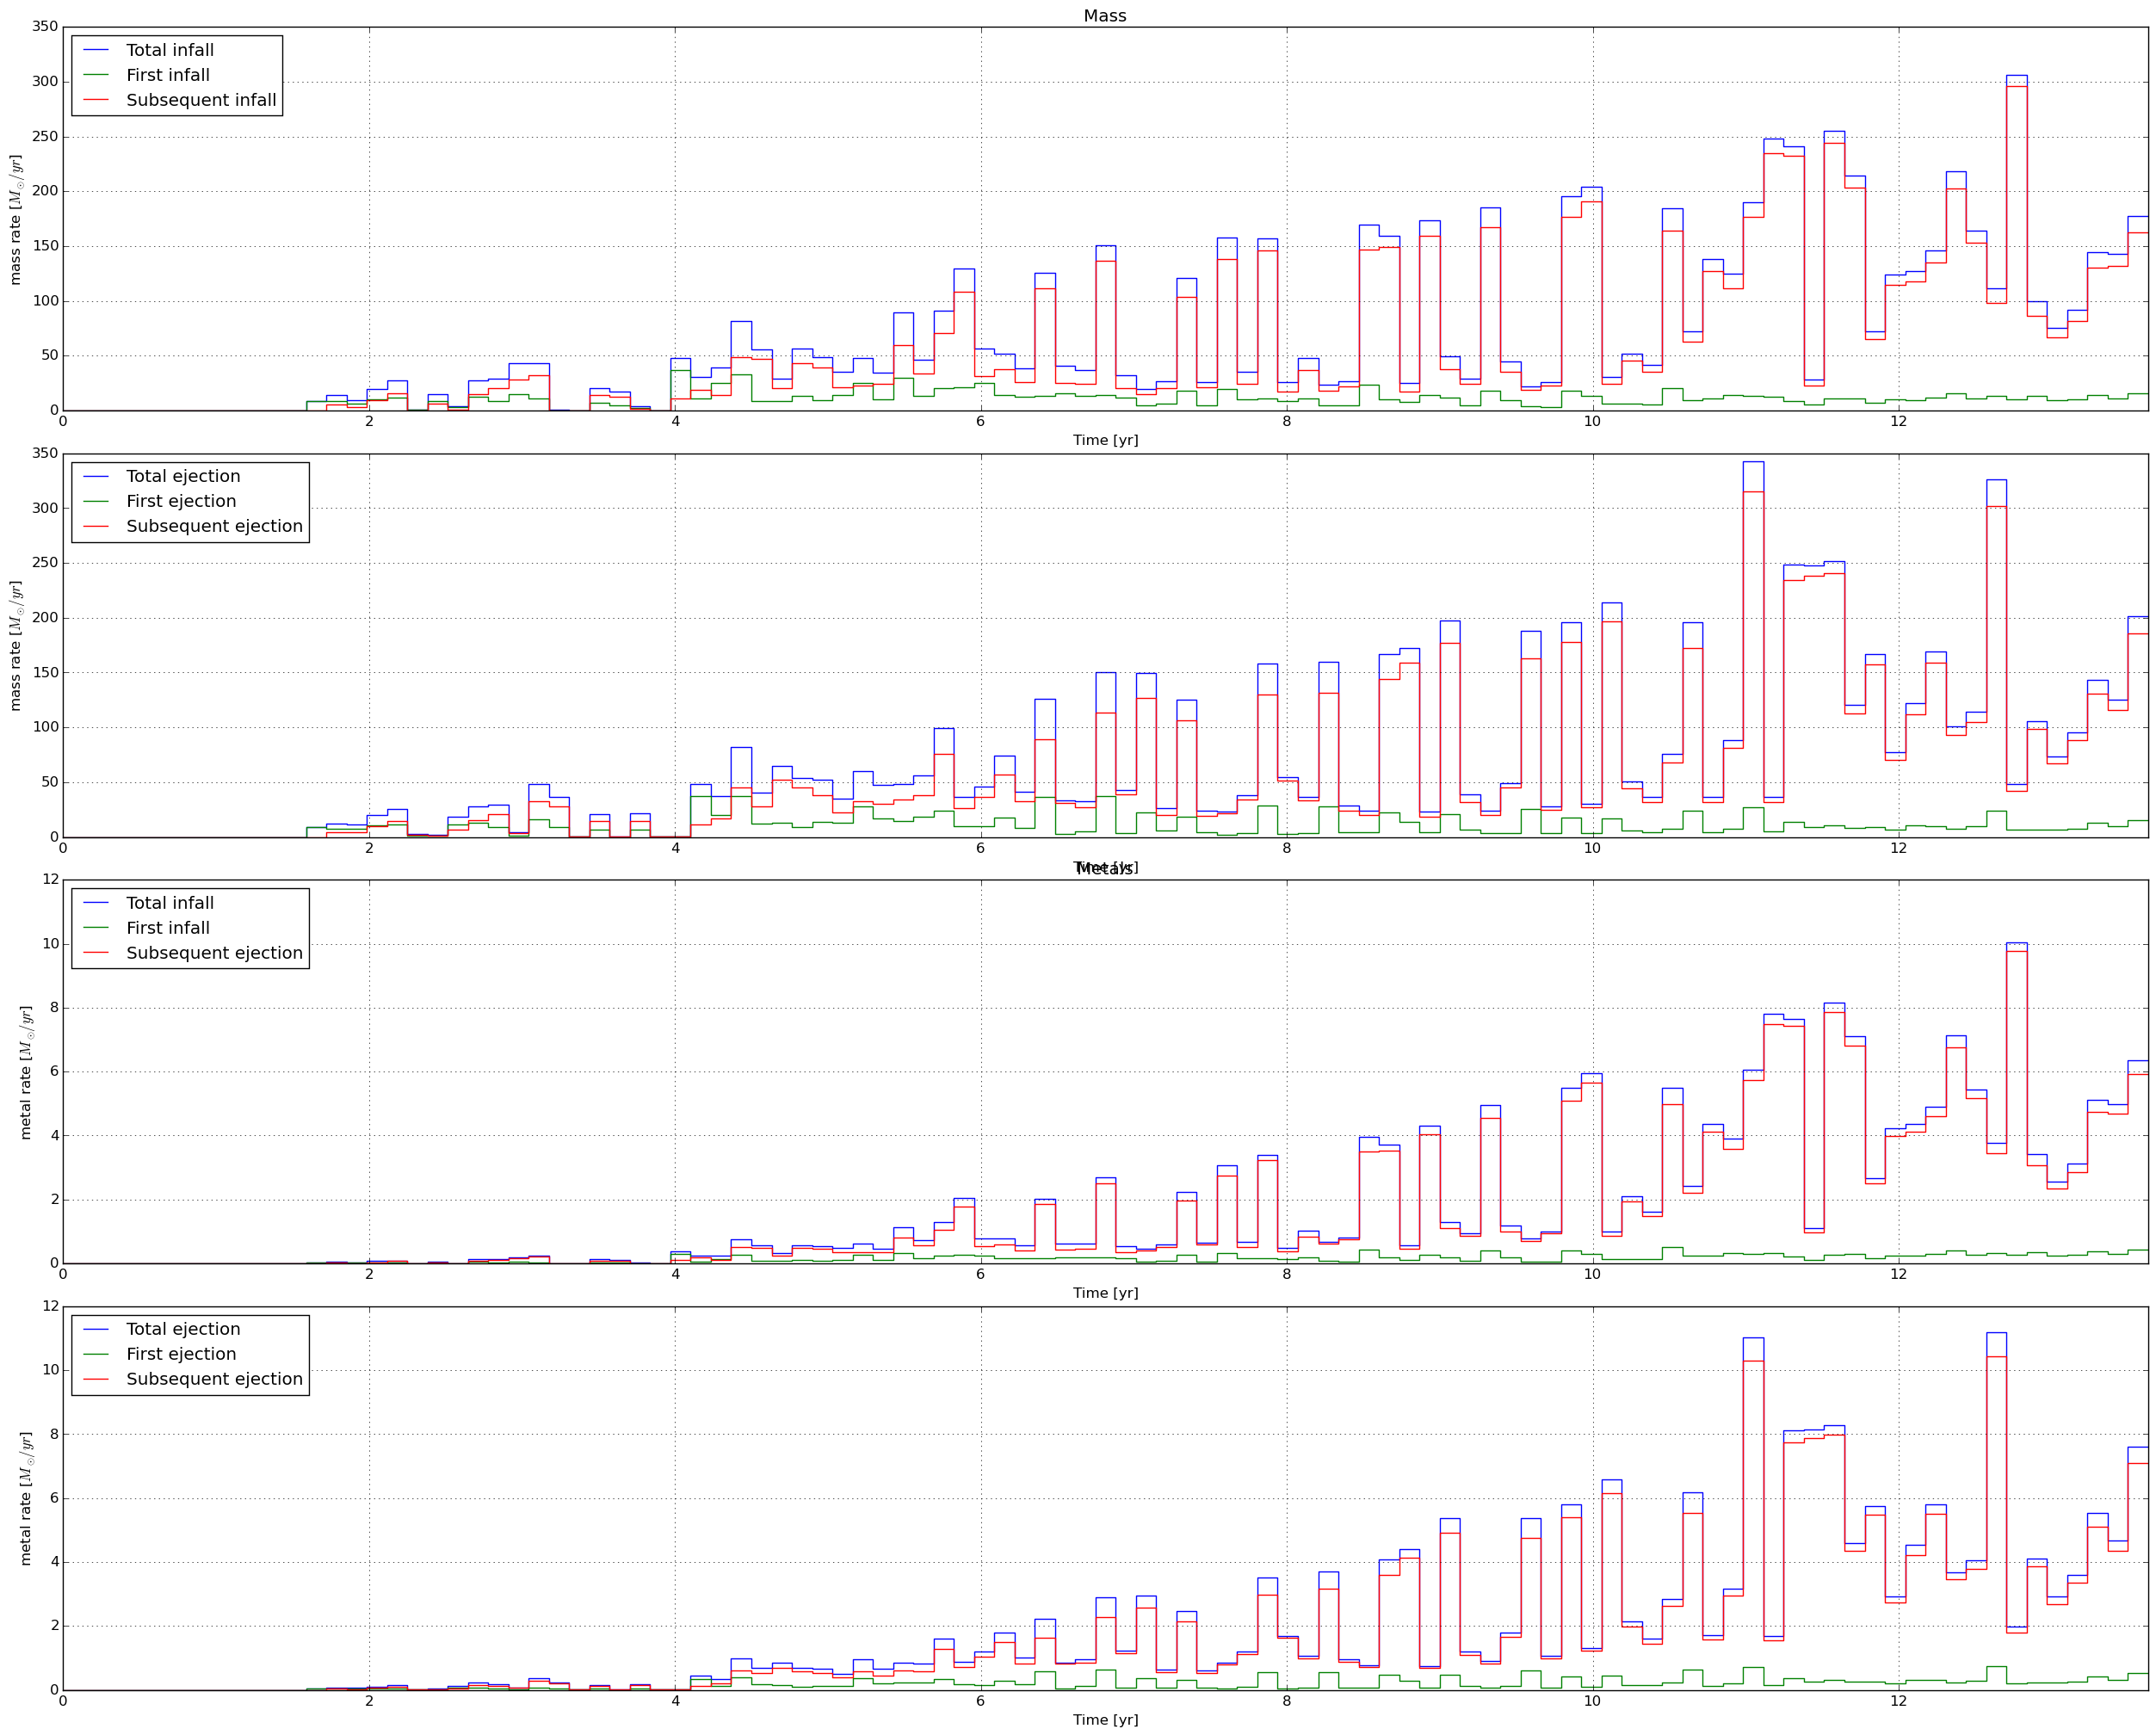 Mass
350
300
250
200
150
100
50
0
mass rate [M☉/yr]
Total infall
First infall
Subsequent infall
0 2 4 6 8 10 12
Time [yr]
350
300
250
200
150
100
50
0
mass rate [M☉/yr]
Total ejection
First ejection
Subsequent ejection
0 2 4 6 8 10 12
Time [yr]
Metals
12
10
8
6
4
2
0
metal rate [M☉/yr]
Total infall
First infall
Subsequent ejection
0 2 4 6 8 10 12
Time [yr]
12
10
8
6
4
2
0
metal rate [M☉/yr]
Total ejection
First ejection
Subsequent ejection
0 2 4 6 8 10 12
Time [yr]